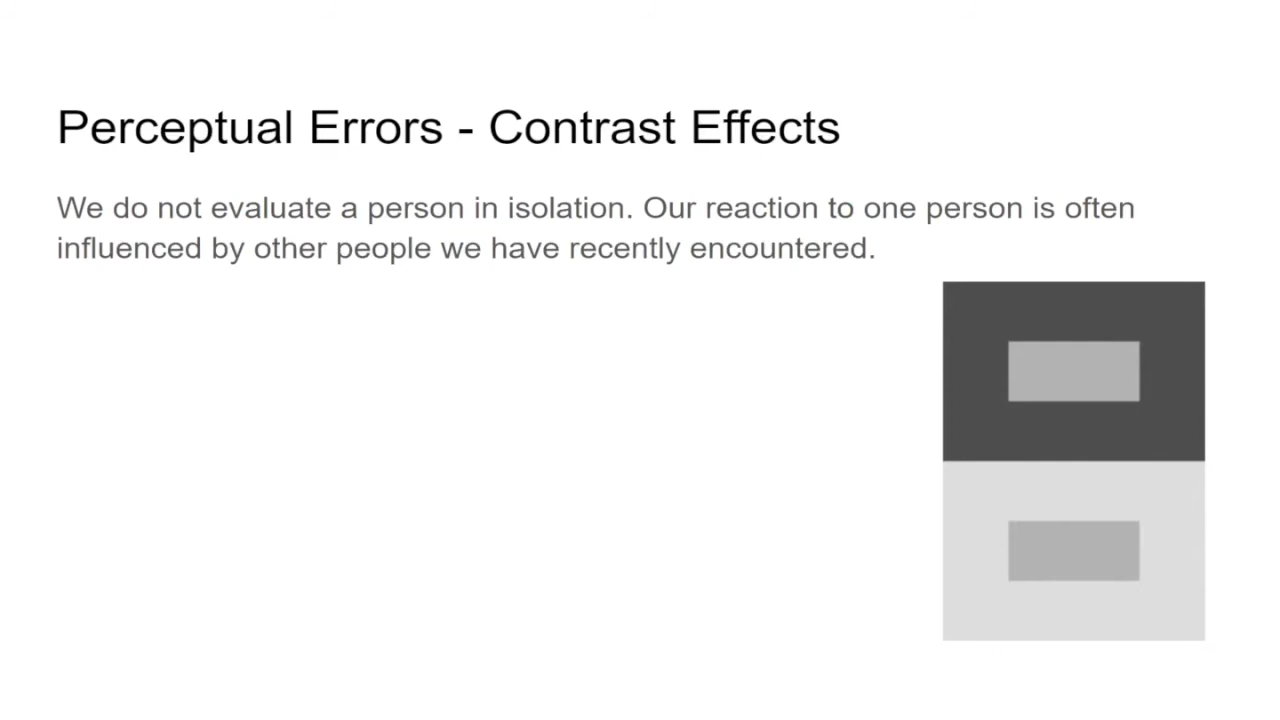 Perceptual Errors - Contrast Effects
We do not evaluate a person in isolation. Our reaction to one person is often
influenced by other people we have recently encountered.